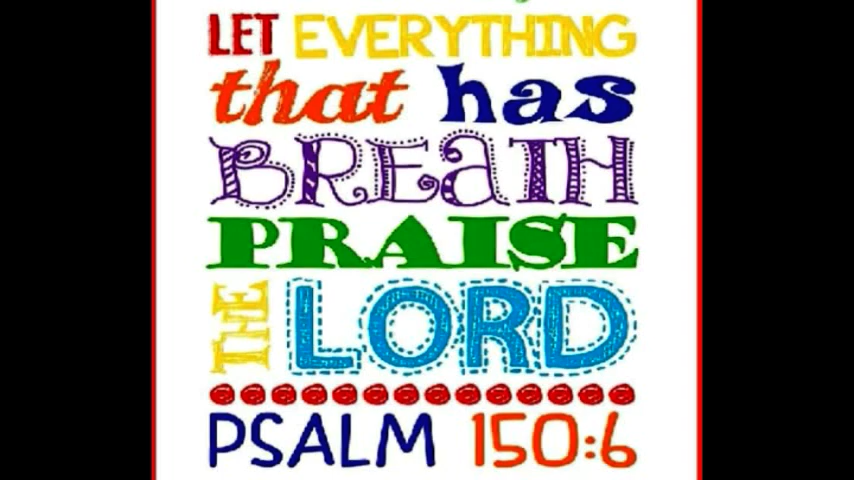 LET EVERYTHING
that has
BREaTH
PRAISE
THE LORD
PSALM 150:6